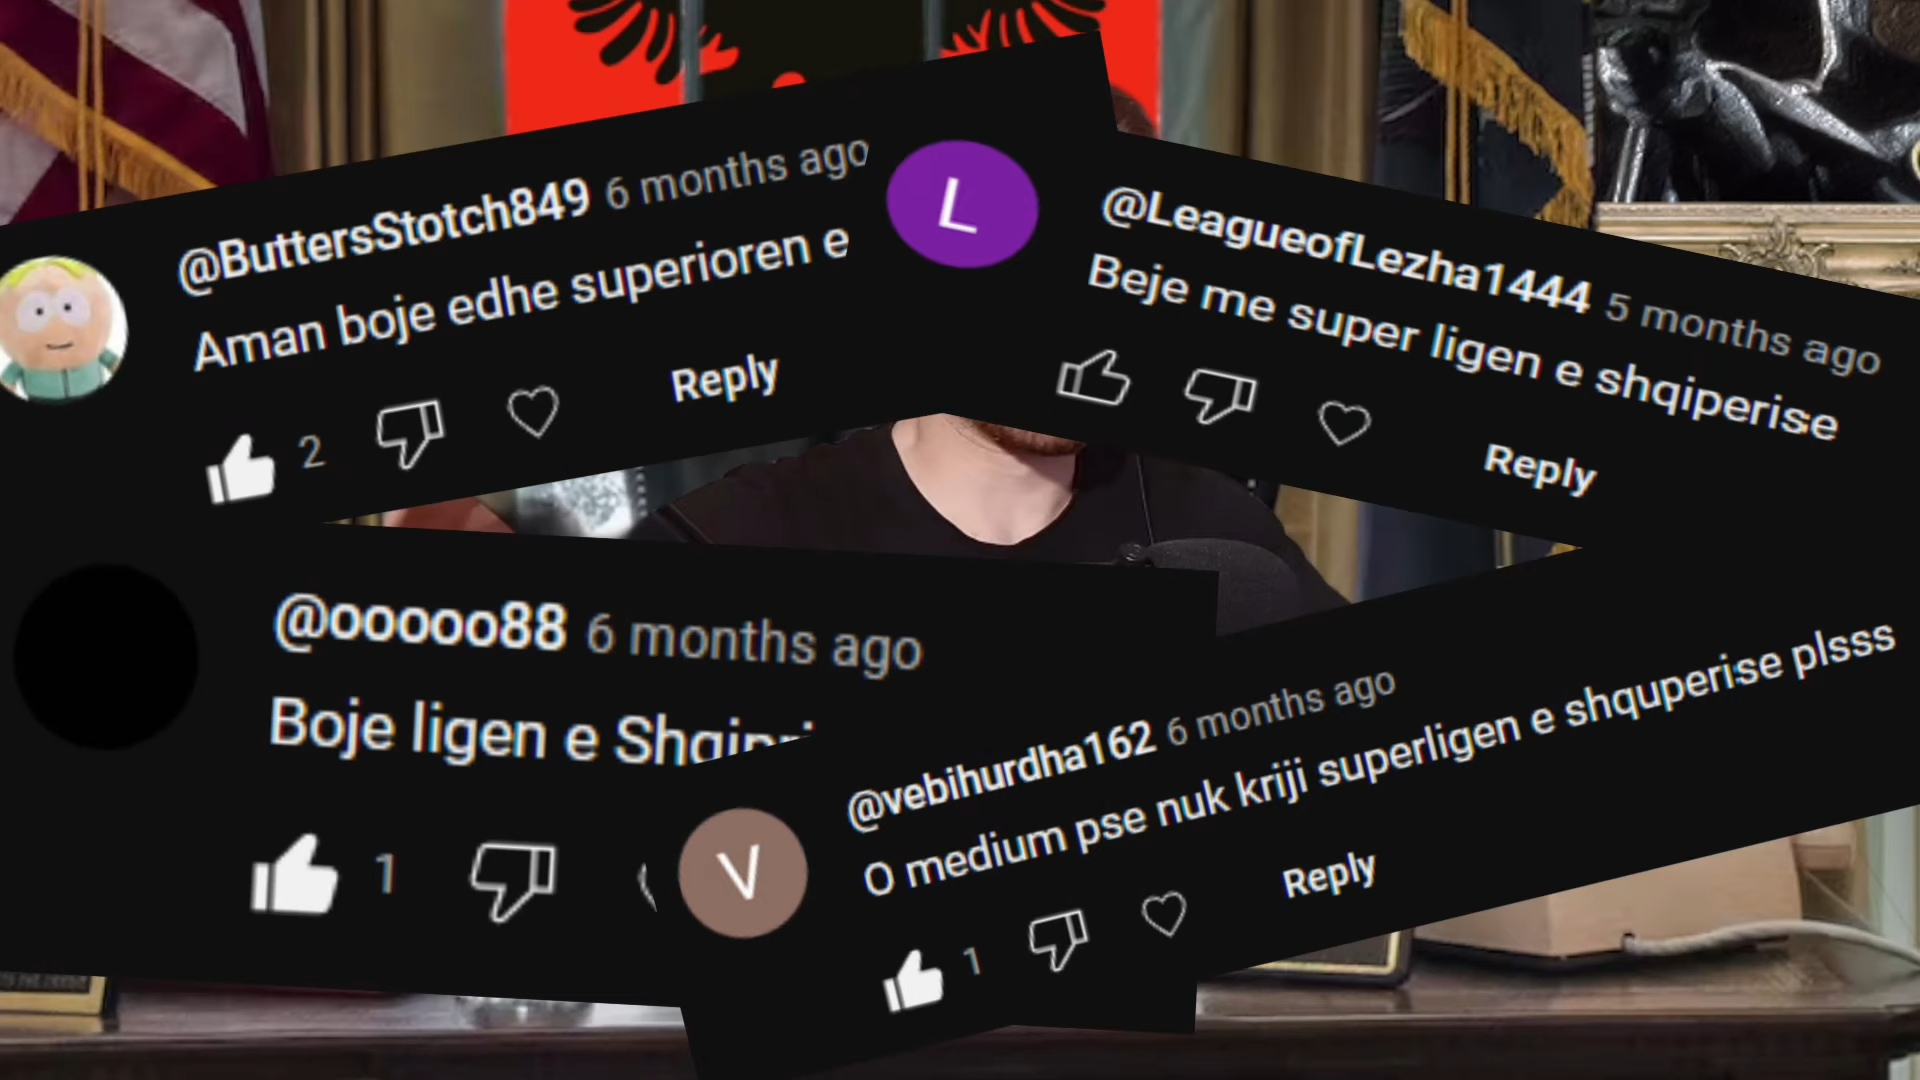 @ButtersStotch849 6 months ago
Aman boje edhe superioren e
2
Reply
L
@LeagueofLezha1444 5 months ago
Beje me super ligen e shqiperise
Reply
@ooooo88 6 months ago
Boje ligen e
1
V
@vebihurdha162 6 months ago
O medium pse nuk kriji superligen e shquperise plsss
1
Reply